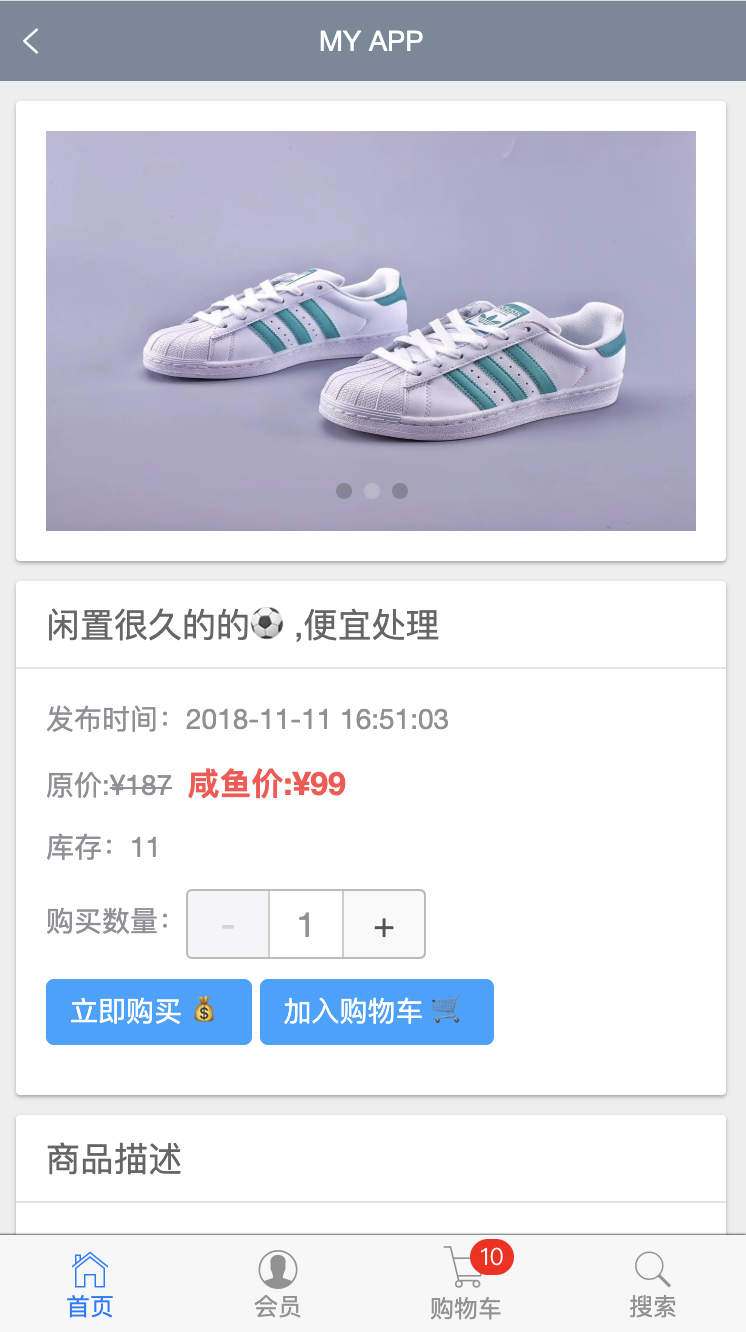 MY APP
闲置很久的的⚽ ,便宜处理
发布时间：2018-11-11 16:51:03
原价:¥187 咸鱼价:¥99
库存：11
购买数量： - 1 +
立即购买 💰 加入购物车 🛒
商品描述
10
首页 会员 购物车 搜索